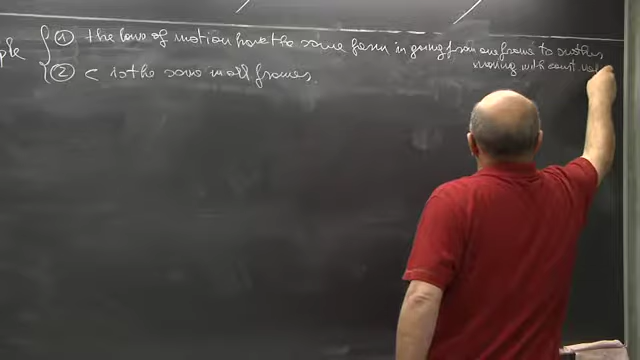 ple { ① the laws of motion have the same form in going from one frame to another
moving with const. vel
② c is the same in all frames.